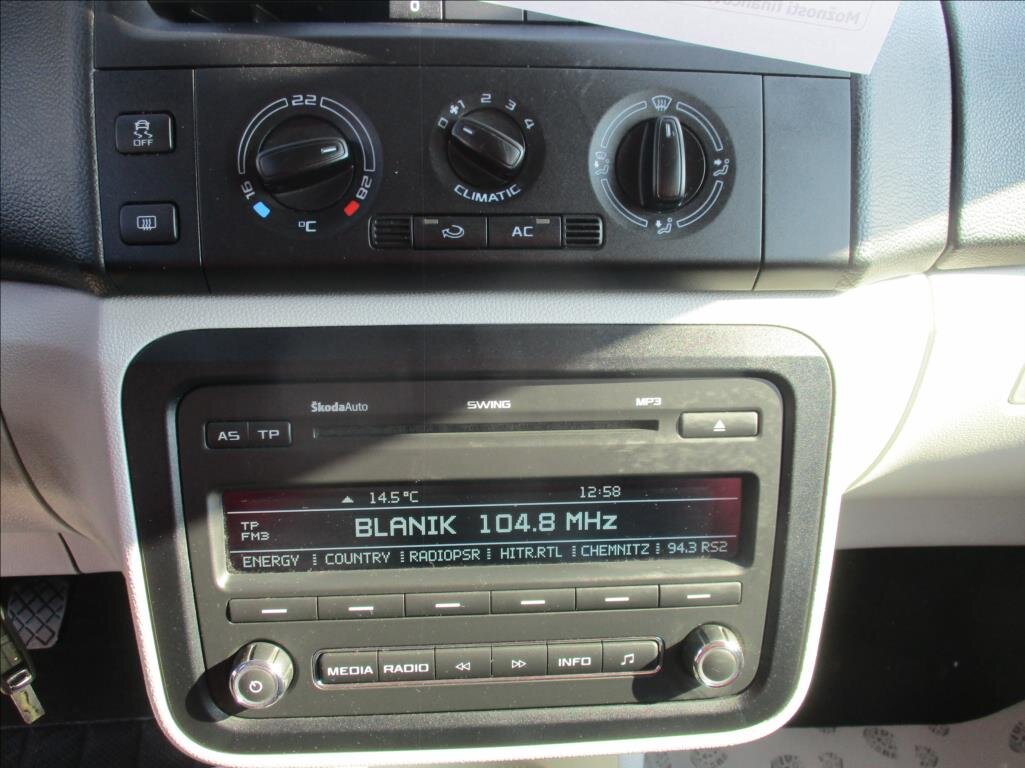 0
Možnosti financov
OFF
22
16
28
°C
0 1 2 3 4
CLIMATIC
AC
ŠkodaAuto SWING MP3
AS TP
14.5°C 12:58
TP
FM3
BLANIK 104.8 MHz
ENERGY COUNTRY RADIOPSR HITR.RTL CHEMNITZ 94.3 RS2
MEDIA RADIO INFO